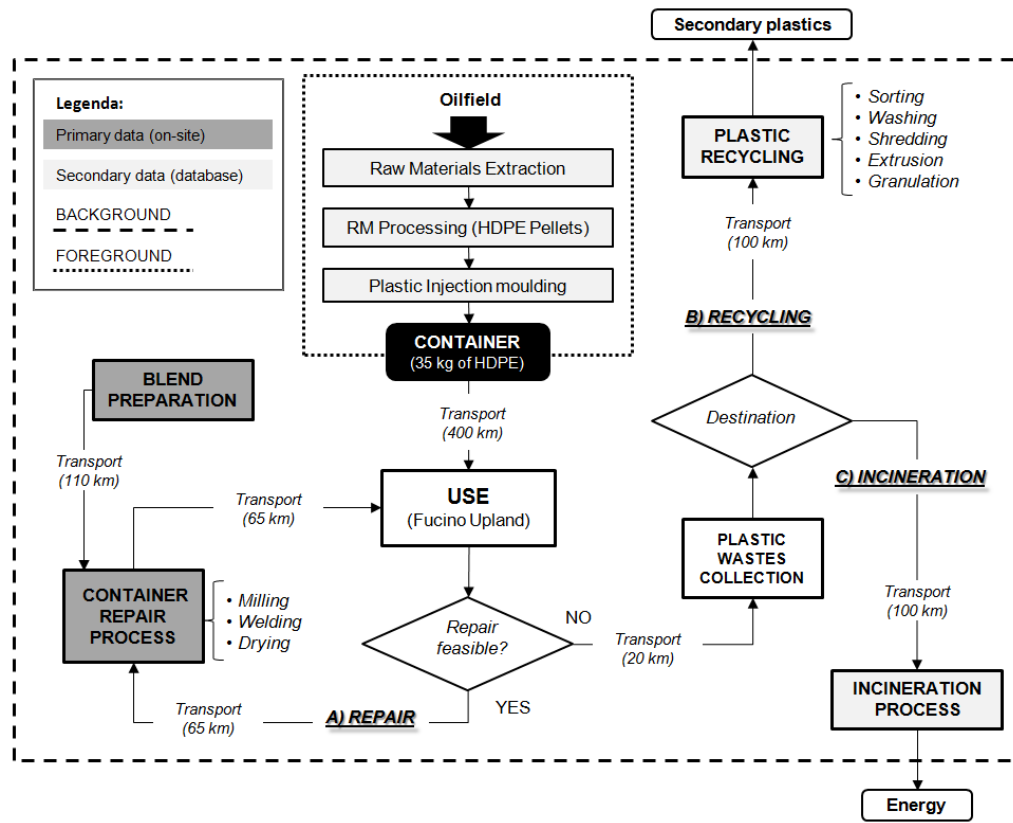 Secondary plastics
Legenda:
Primary data (on-site)
Secondary data (database)
BACKGROUND
FOREGROUND
Oilfield
Raw Materials Extraction
RM Processing (HDPE Pellets)
Plastic Injection moulding
CONTAINER
(35 kg of HDPE)
PLASTIC
RECYCLING
• Sorting
• Washing
• Shredding
• Extrusion
• Granulation
Transport
(100 km)
B) RECYCLING
BLEND
PREPARATION
Transport
(400 km)
Destination
Transport
(110 km)
Transport
(65 km)
USE
(Fucino Upland)
C) INCINERATION
PLASTIC
WASTES
COLLECTION
CONTAINER
REPAIR
PROCESS
• Milling
• Welding
• Drying
Repair
feasible?
NO
Transport
(20 km)
Transport
(100 km)
YES
A) REPAIR
Transport
(65 km)
INCINERATION
PROCESS
Energy